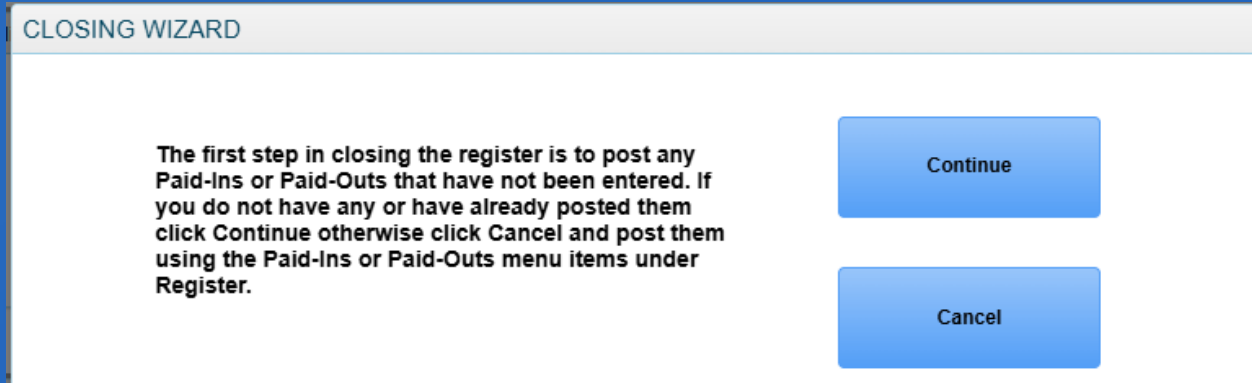 CLOSING WIZARD
The first step in closing the register is to post any
Paid-Ins or Paid-Outs that have not been entered. If
you do not have any or have already posted them
click Continue otherwise click Cancel and post them
using the Paid-Ins or Paid-Outs menu items under
Register.
Continue
Cancel